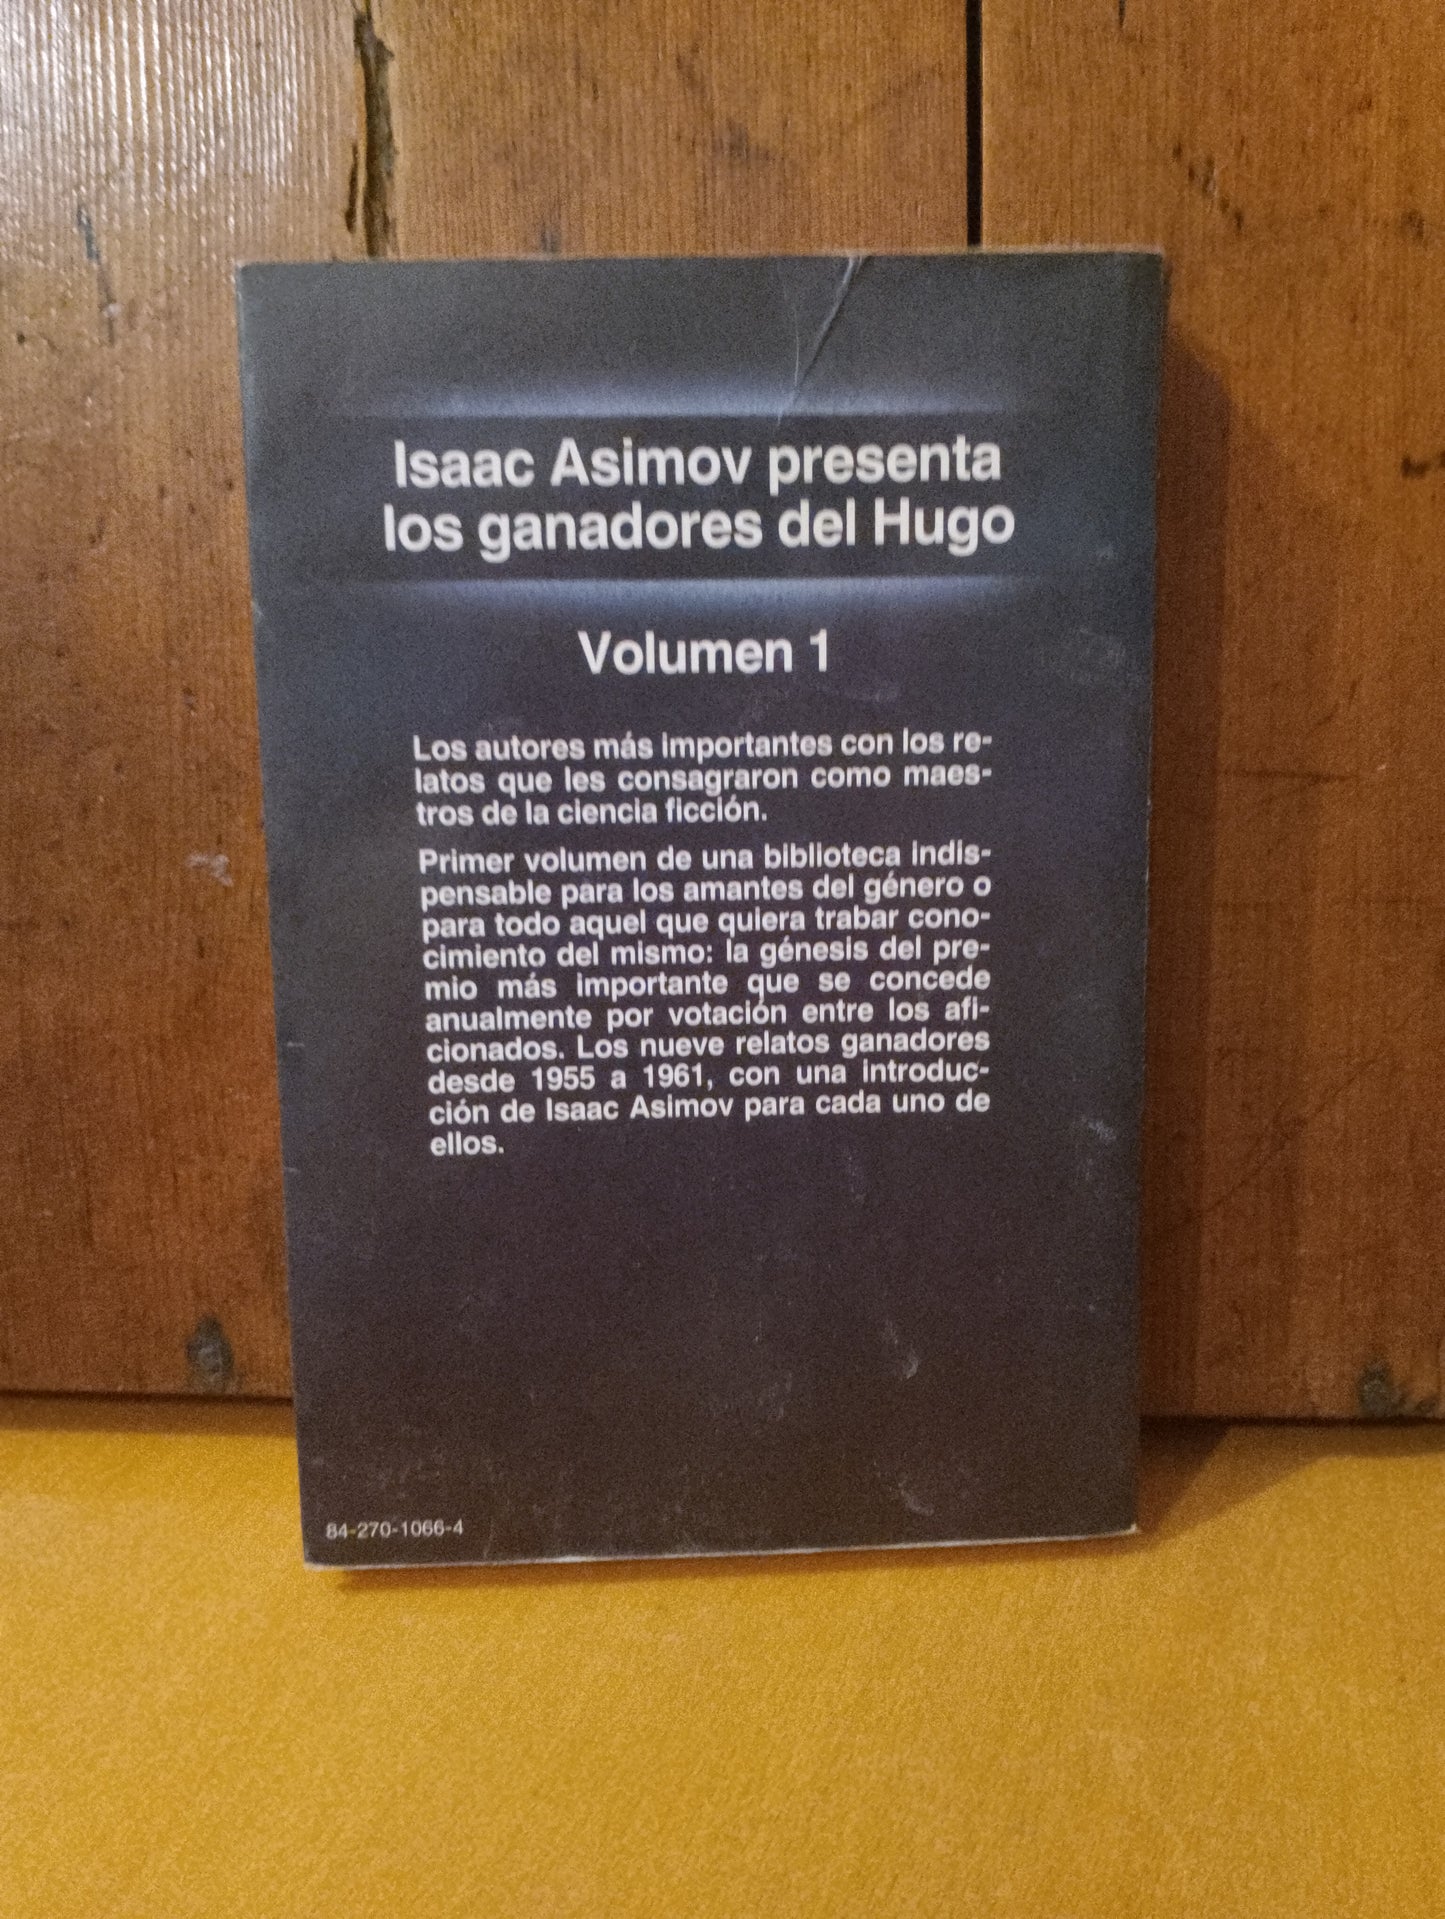 Isaac Asimov presenta
los ganadores del Hugo
Volumen 1
Los autores más importantes con los re-
latos que les consagraron como maes-
tros de la ciencia ficción.
Primer volumen de una biblioteca indis-
pensable para los amantes del género o
para todo aquel que quiera trabar cono-
cimiento del mismo: la génesis del pre-
mio más importante que se concede
anualmente por votación entre los afi-
cionados. Los nueve relatos ganadores
desde 1955 a 1961, con una introduc-
ción de Isaac Asimov para cada uno de
ellos.
84-270-1066-4